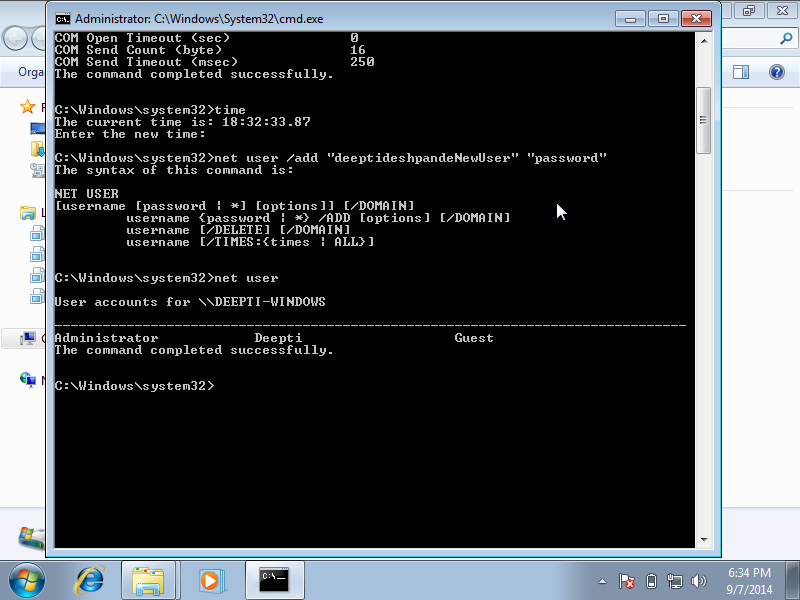 Administrator: C:\Windows\System32\cmd.exe
COM Open Timeout (sec) 0
COM Send Count (byte) 16
COM Send Timeout (msec) 250
The command completed successfully.
C:\Windows\system32>time
The current time is: 18:32:33.87
Enter the new time:
C:\Windows\system32>net user /add "deeptideshpandeNewUser" "password"
The syntax of this command is:
NET USER
[username [password | *] [options]] [/DOMAIN]
username {password | *} /ADD [options] [/DOMAIN]
username [/DELETE] [/DOMAIN]
username [/TIMES:{times | ALL}]
C:\Windows\system32>net user
User accounts for \\DEEPTI-WINDOWS
-------------------------------------------------------------------------------
Administrator Deepti Guest
The command completed successfully.
C:\Windows\system32>
Orga
6:34 PM
9/7/2014